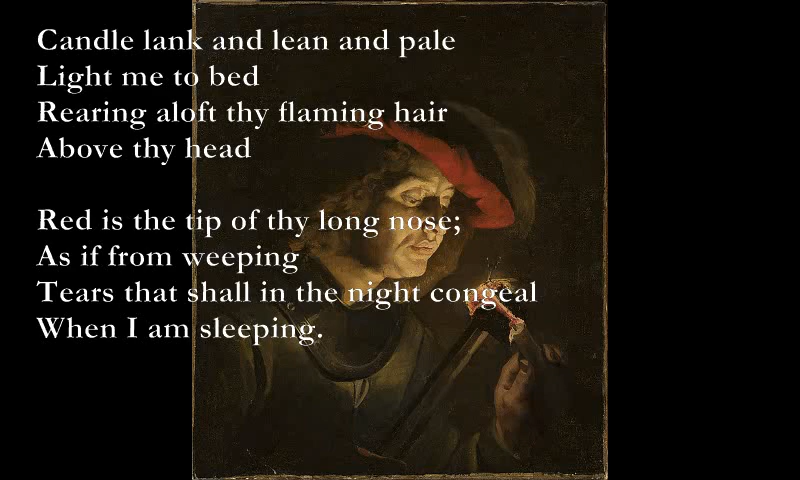 Candle lank and lean and pale
Light me to bed
Rearing aloft thy flaming hair
Above thy head
Red is the tip of thy long nose;
As if from weeping
Tears that shall in the night congeal
When I am sleeping.